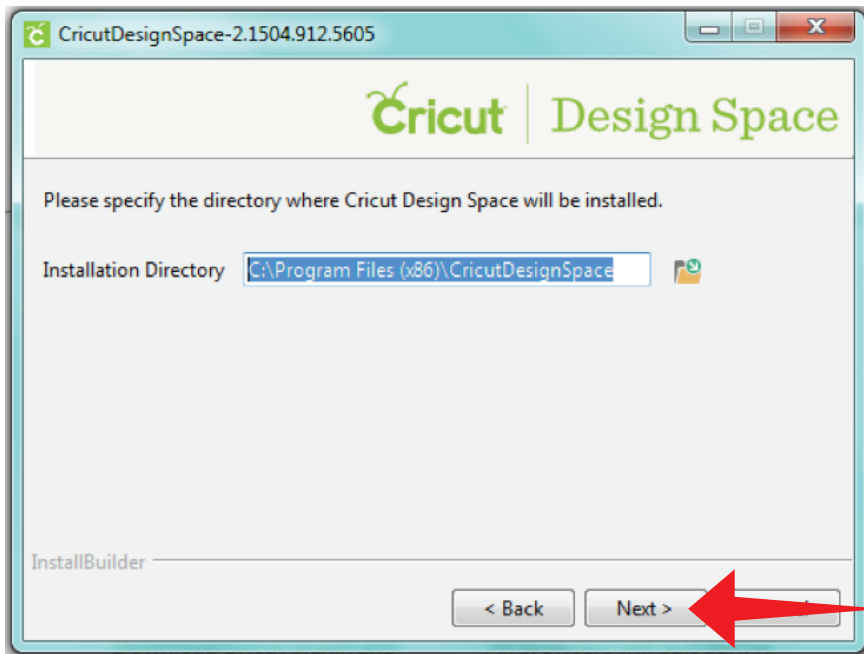 CricutDesignSpace-2.1504.912.5605
Cricut | Design Space
Please specify the directory where Cricut Design Space will be installed.
Installation Directory C:\Program Files (x86)\CricutDesignSpace
InstallBuilder
< Back Next >